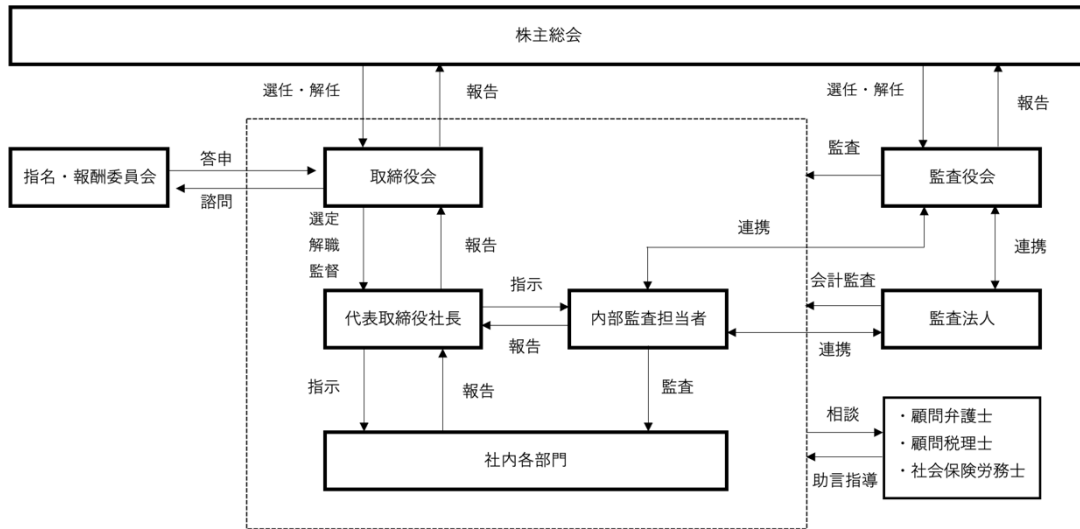 株主総会
選任・解任
報告
選任・解任
報告
指名・報酬委員会
答申
諮問
取締役会
監査
監査役会
選定
解職
監督
報告
連携
連携
代表取締役社長
指示
報告
内部監査担当者
会計監査
連携
監査法人
指示
報告
監査
社内各部門
相談
助言指導
・顧問弁護士
・顧問税理士
・社会保険労務士